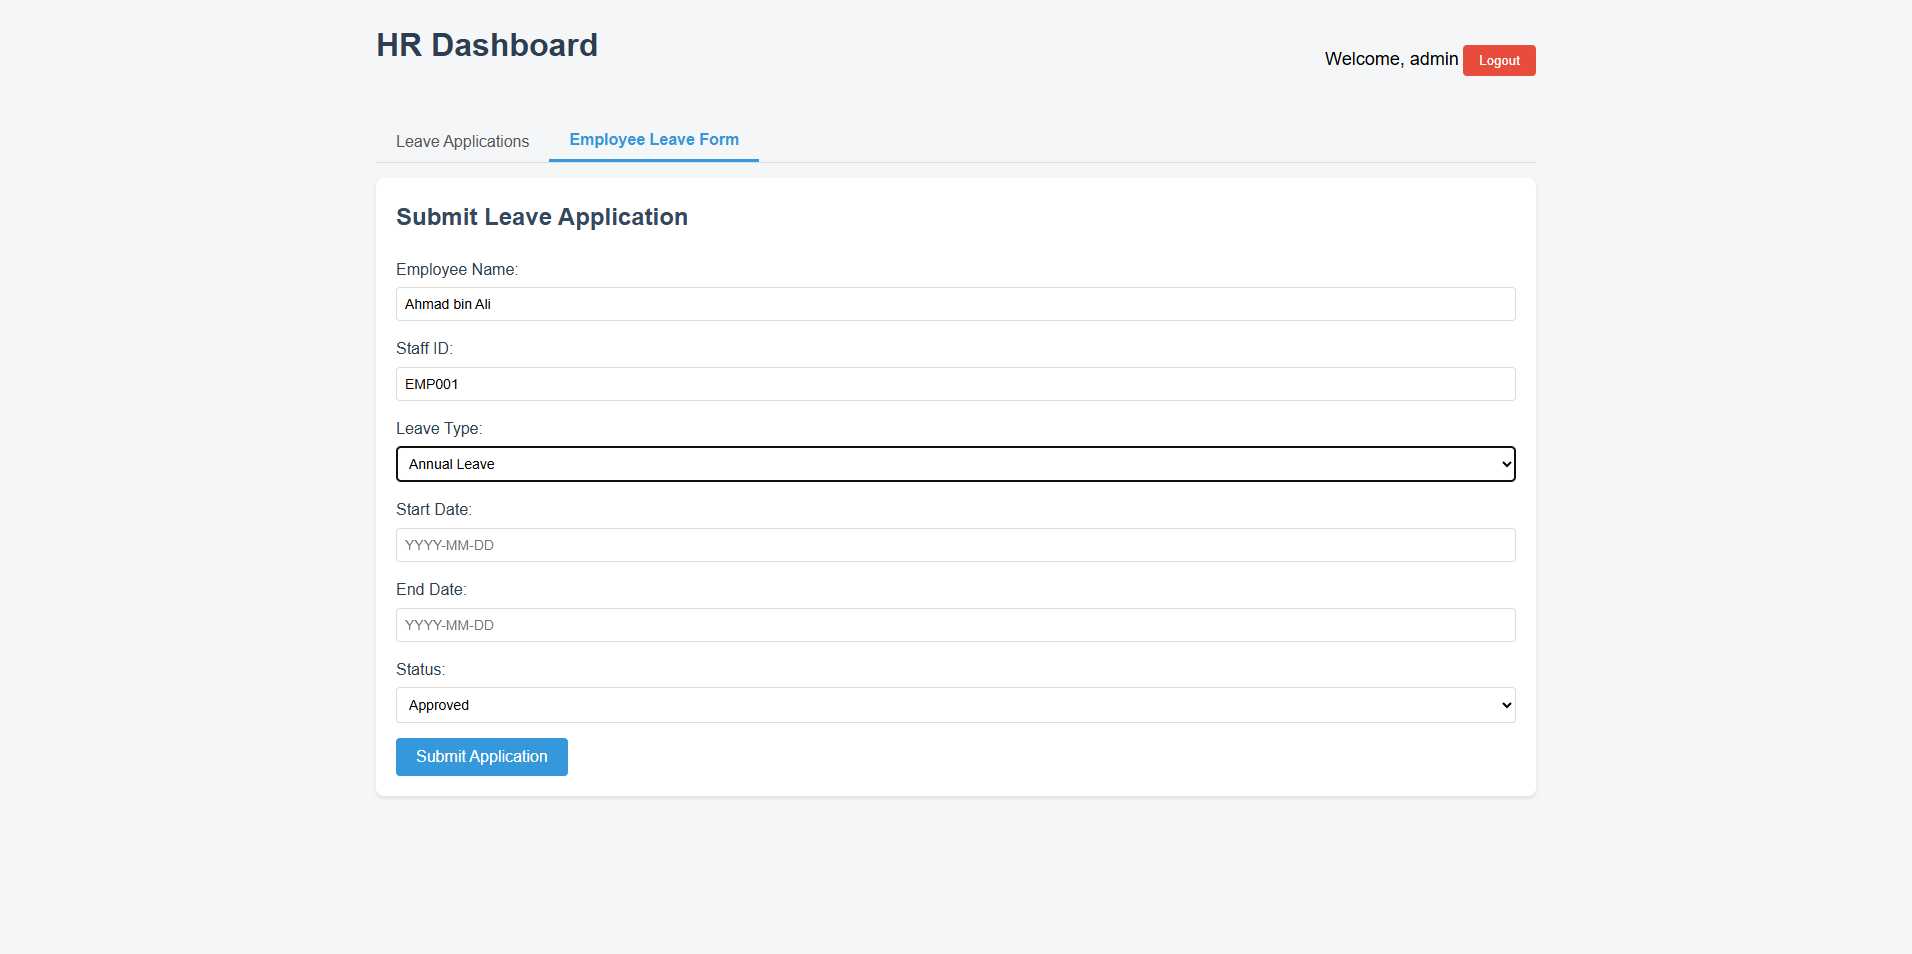 HR Dashboard
Welcome, admin Logout
Leave Applications Employee Leave Form
Submit Leave Application
Employee Name:
Ahmad bin Ali
Staff ID:
EMP001
Leave Type:
Annual Leave
Start Date:
YYYY-MM-DD
End Date:
YYYY-MM-DD
Status:
Approved
Submit Application